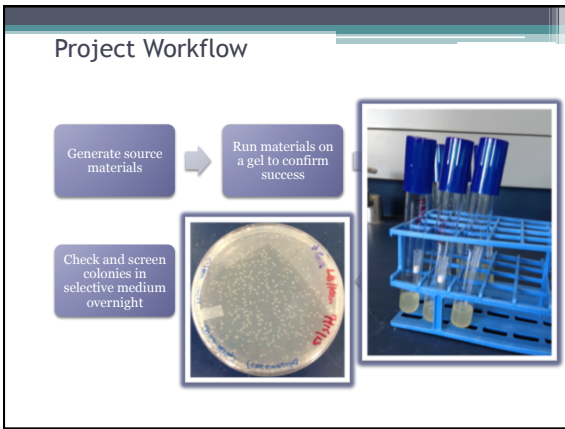 Project Workflow
Generate source
materials
Run materials on
a gel to confirm
success
Check and screen
colonies in
selective medium
overnight